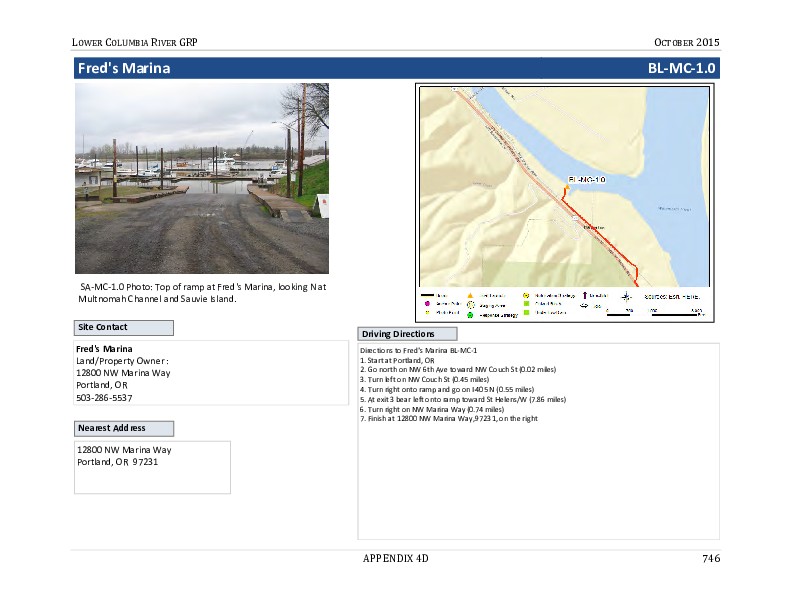 LOWER COLUMBIA RIVER GRP
OCTOBER 2015
Fred's Marina
BL-MC-1.0
BL-MC-1.0
Sources: Esri, HERE,
SA-MC-1.0 Photo: Top of ramp at Fred's Marina, looking N at
Multnomah Channel and Sauvie Island.
Site Contact
Fred's Marina
Land/Property Owner:
12800 NW Marina Way
Portland, OR
503-286-5537
Nearest Address
12800 NW Marina Way
Portland, OR 97231
Driving Directions
Directions to Fred's Marina BL-MC-1
1. Start at Portland, OR
2. Go north on NW 6th Ave toward NW Couch St (0.02 miles)
3. Turn left on NW Couch St (0.45 miles)
4. Turn right onto ramp and go on I405 N (0.55 miles)
5. At exit 3 bear left onto ramp toward St Helens/W (7.86 miles)
6. Turn right on NW Marina Way (0.74 miles)
7. Finish at 12800 NW Marina Way, 97231, on the right
APPENDIX 4D
746